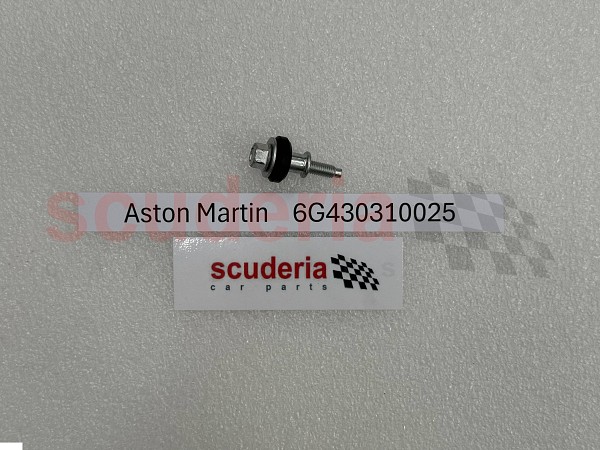 Aston Martin 6G430310025
scuderia
car parts